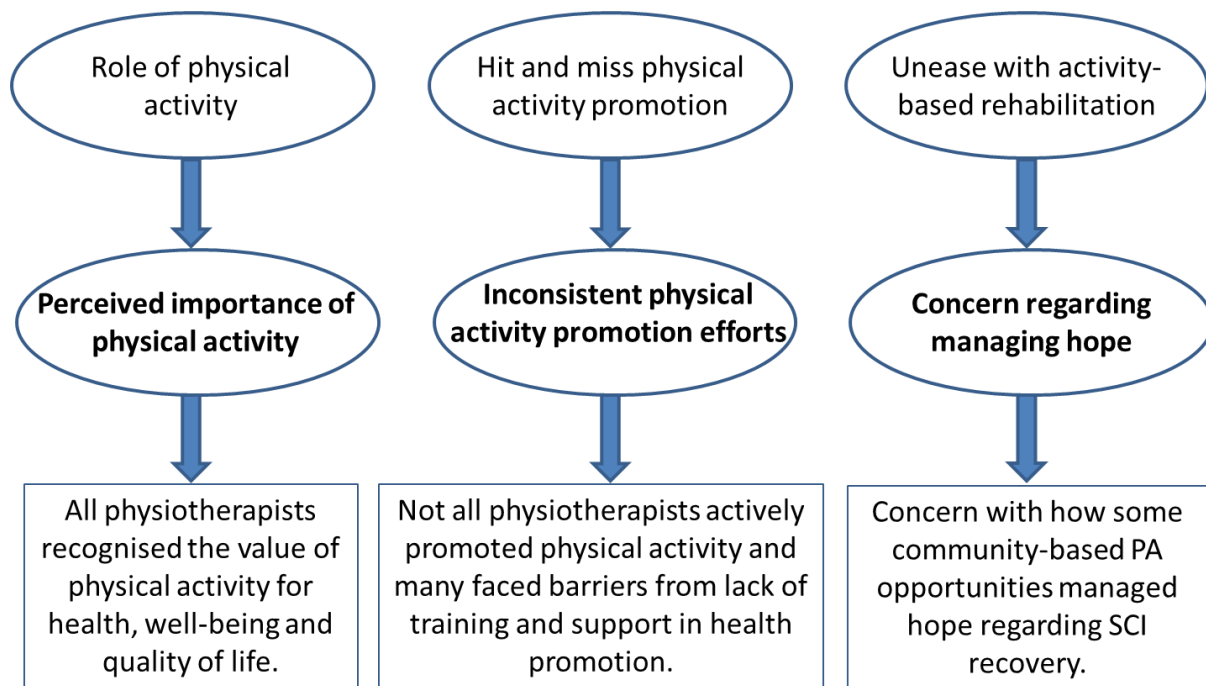 Role of physical
activity
Hit and miss physical
activity promotion
Unease with activity-
based rehabilitation
Perceived importance of
physical activity
Inconsistent physical
activity promotion efforts
Concern regarding
managing hope
All physiotherapists
recognised the value of
physical activity for
health, well-being and
quality of life.
Not all physiotherapists actively
promoted physical activity and
many faced barriers from lack of
training and support in health
promotion.
Concern with how some
community-based PA
opportunities managed
hope regarding SCI
recovery.